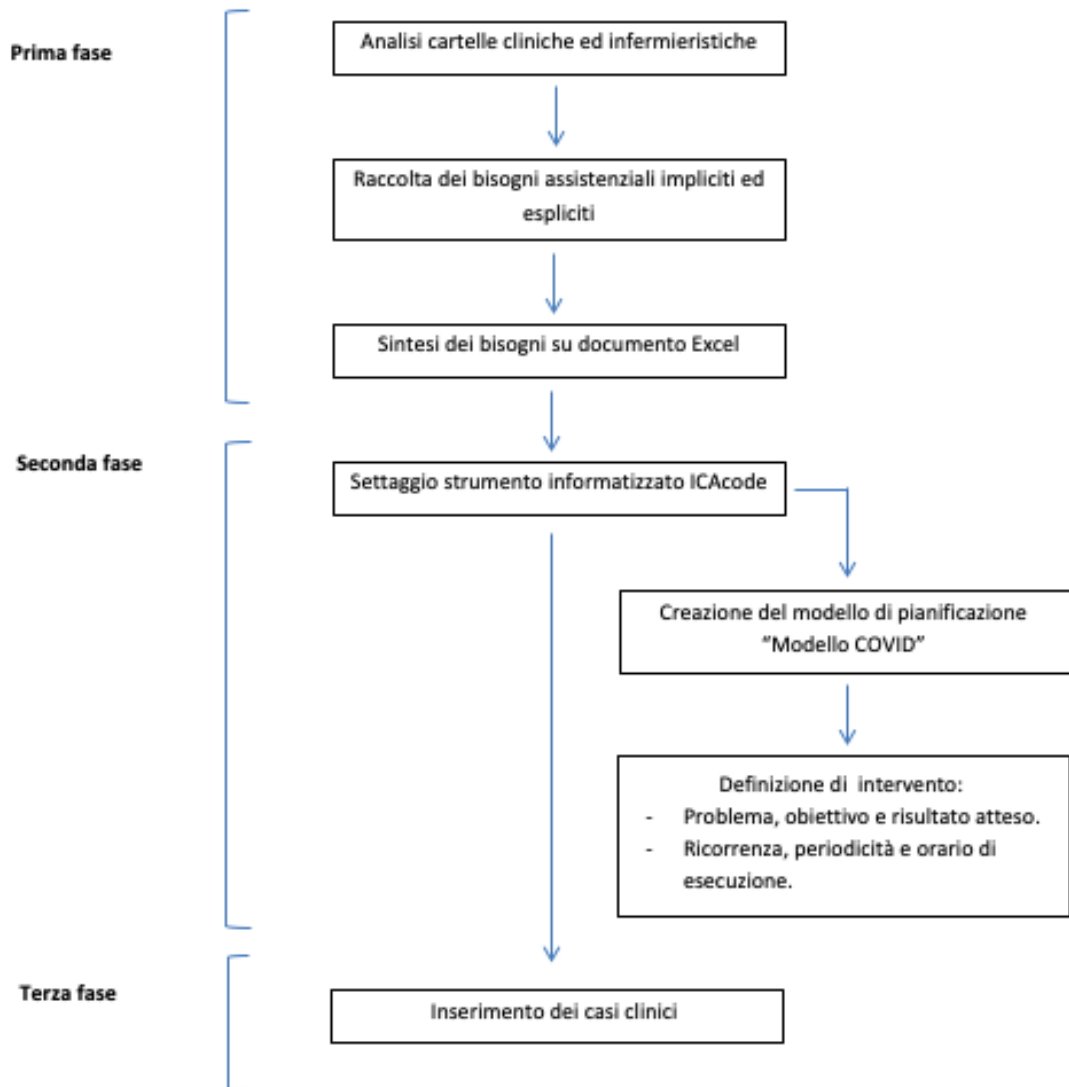 Prima fase
Analisi cartelle cliniche ed infermieristiche
Raccolta dei bisogni assistenziali impliciti ed
espliciti
Sintesi dei bisogni su documento Excel
Seconda fase
Settaggio strumento informatizzato ICAcode
Creazione del modello di pianificazione
“Modello COVID”
Definizione di  intervento:
- Problema, obiettivo e risultato atteso.
- Ricorrenza, periodicità e orario di
esecuzione.
Terza fase
Inserimento dei casi clinici